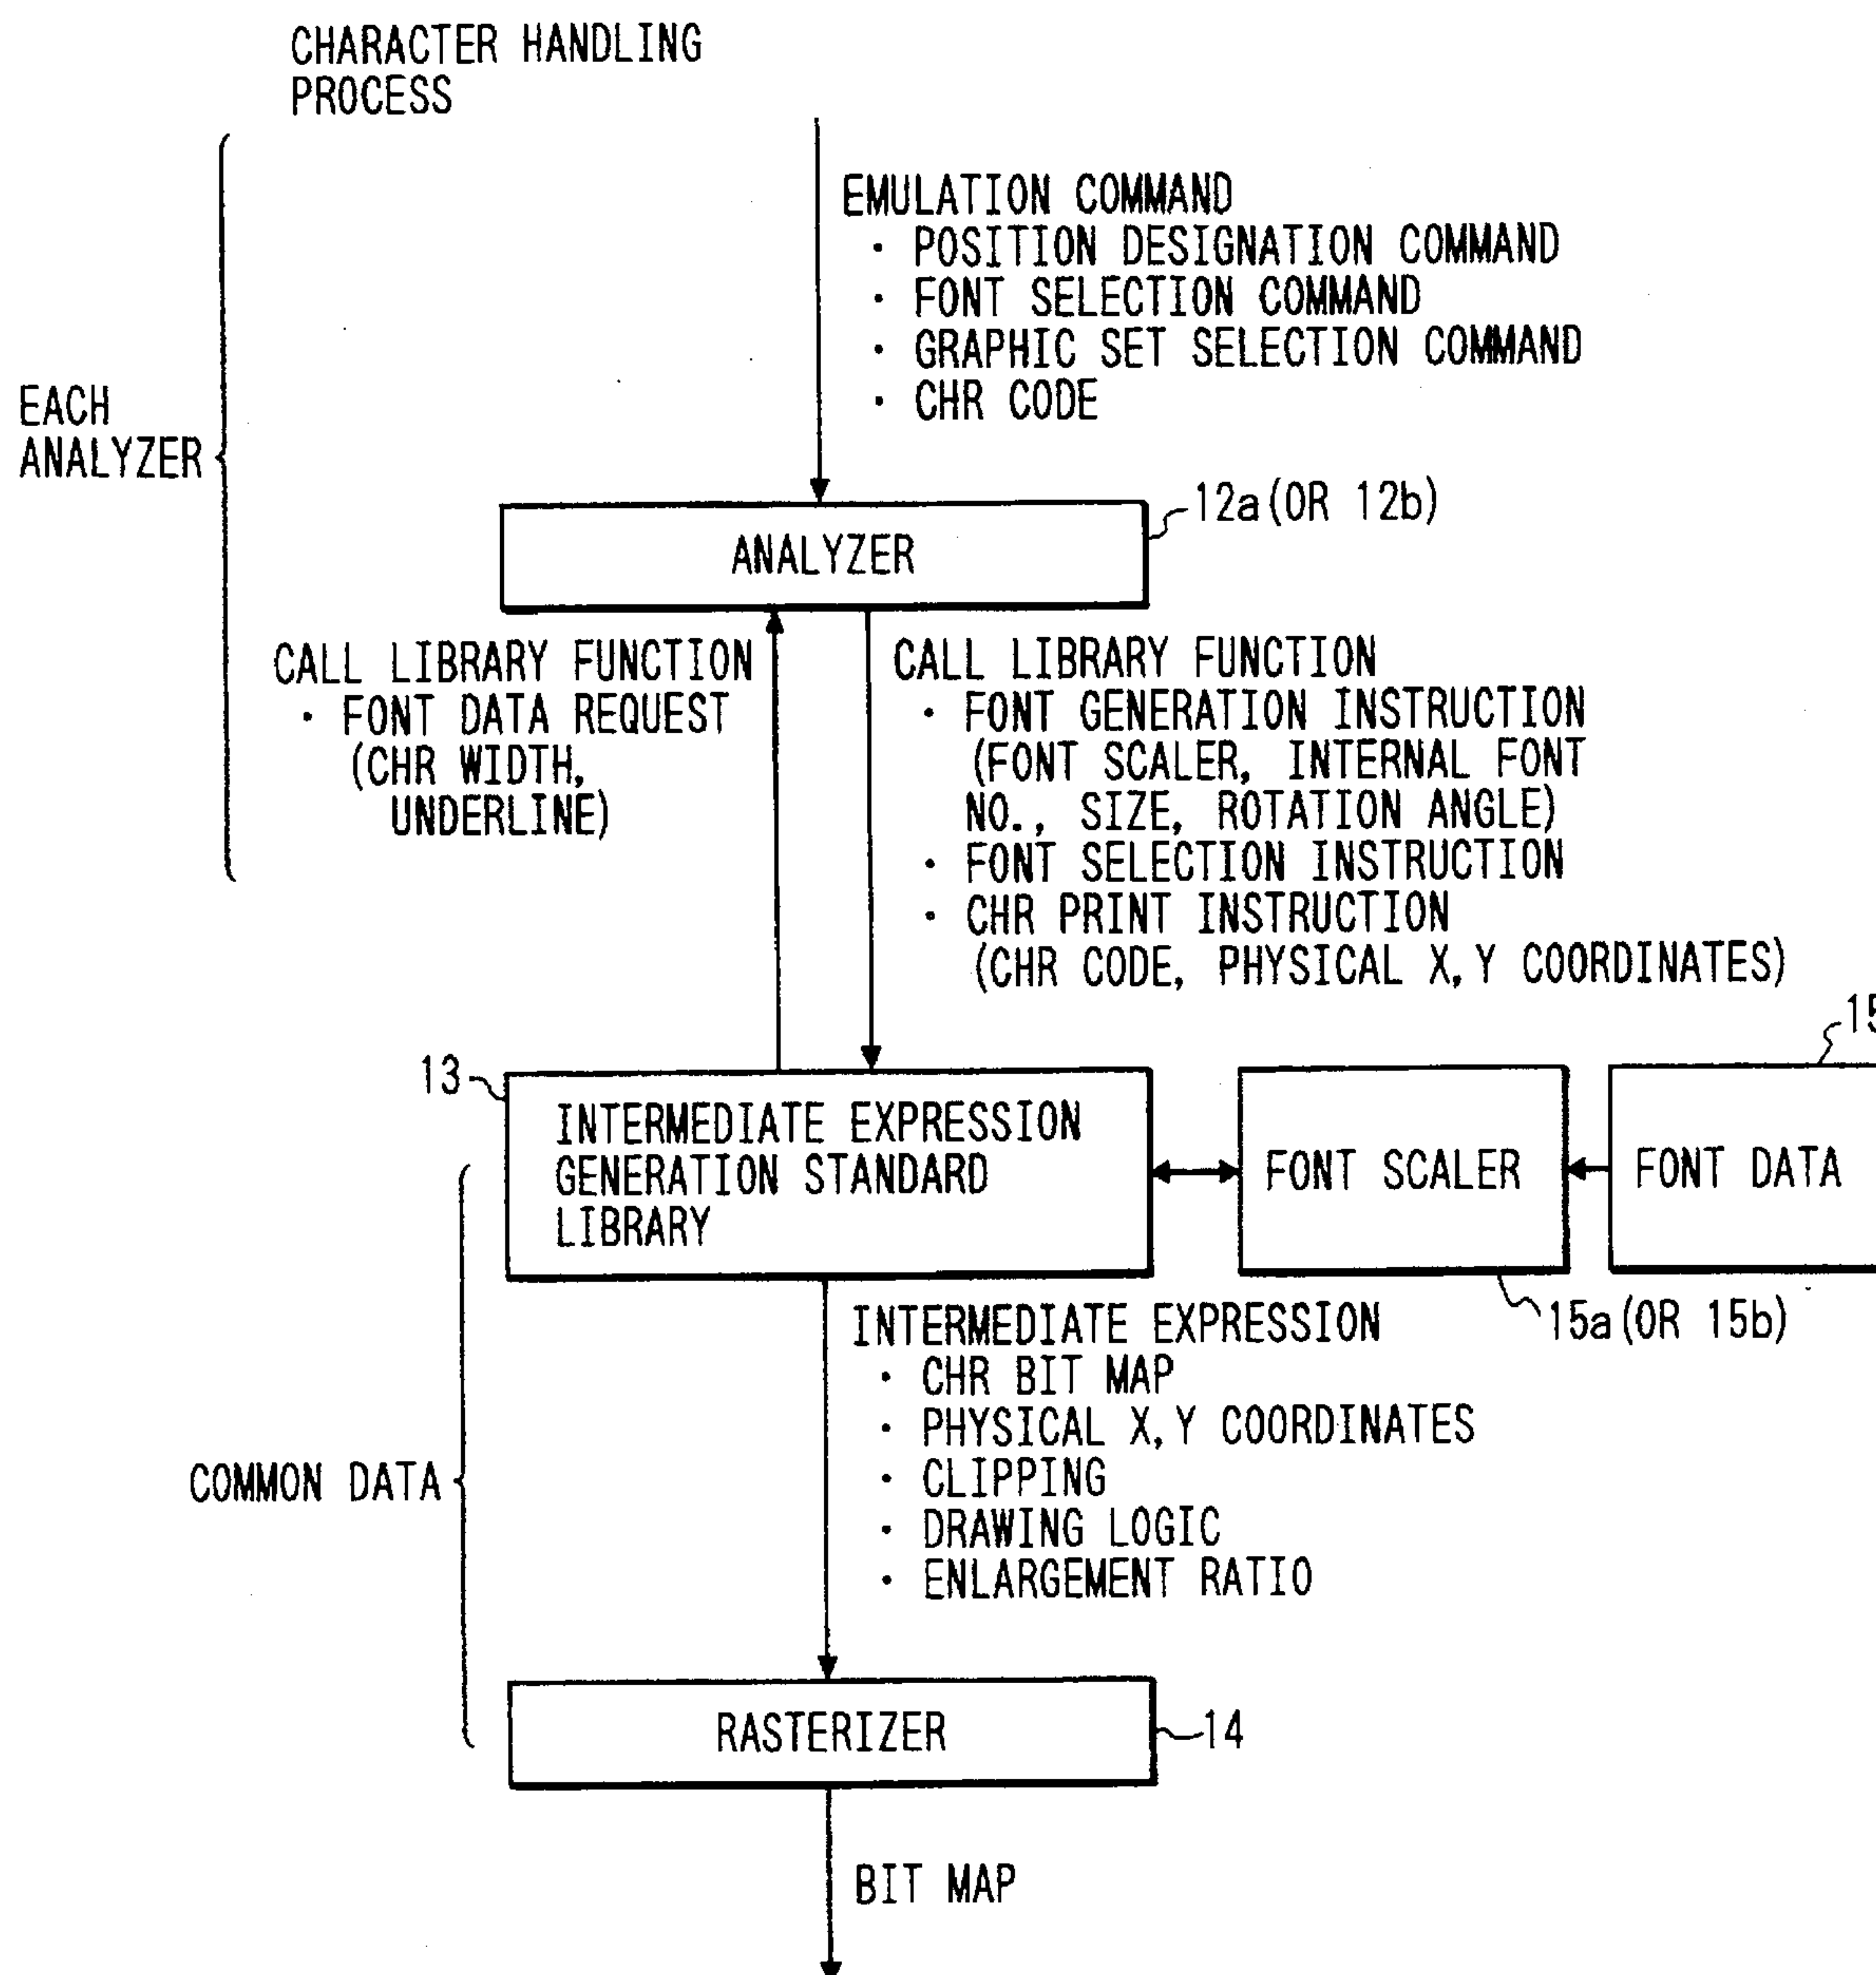 CHARACTER HANDLING
PROCESS
EMULATION COMMAND
· POSITION DESIGNATION COMMAND
· FONT SELECTION COMMAND
· GRAPHIC SET SELECTION COMMAND
· CHR CODE
EACH
ANALYZER
12a (OR 12b)
ANALYZER
CALL LIBRARY FUNCTION
· FONT DATA REQUEST
(CHR WIDTH,
UNDERLINE)
CALL LIBRARY FUNCTION
· FONT GENERATION INSTRUCTION
(FONT SCALER, INTERNAL FONT
NO., SIZE, ROTATION ANGLE)
· FONT SELECTION INSTRUCTION
· CHR PRINT INSTRUCTION
(CHR CODE, PHYSICAL X, Y COORDINATES)
13
INTERMEDIATE EXPRESSION
GENERATION STANDARD
LIBRARY
FONT SCALER
15a (OR 15b)
15
FONT DATA
INTERMEDIATE EXPRESSION
· CHR BIT MAP
· PHYSICAL X, Y COORDINATES
· CLIPPING
· DRAWING LOGIC
· ENLARGEMENT RATIO
COMMON DATA
RASTERIZER
14
BIT MAP